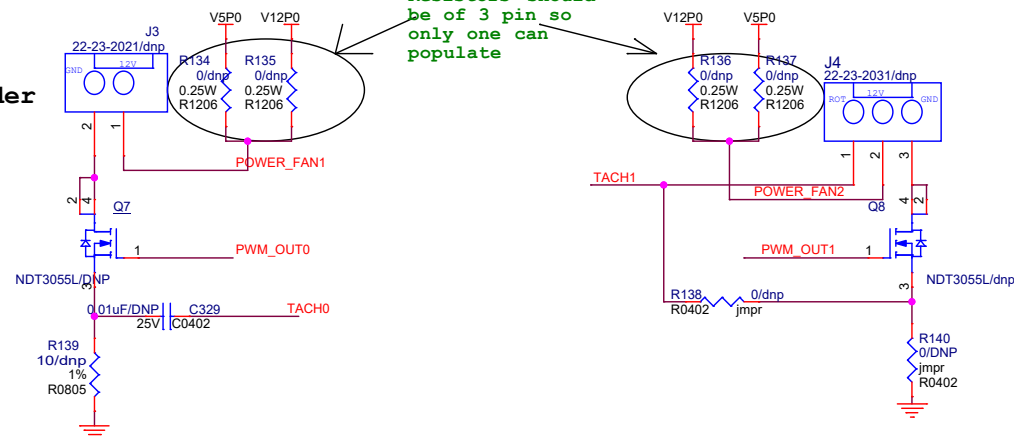 Resistors should
be of 3 pin so
only one can
populate
V5P0
V12P0
J3
22-23-2021/dnp
GND
12V
R134
0/dnp
0.25W
R1206
R135
0/dnp
0.25W
R1206
der
2
1
POWER_FAN1
2
4
Q7
1
PWM_OUT0
NDT3055L/DNP
3
0.01uF/DNP
C329
25V
C0402
TACH0
R139
10/dnp
1%
R0805
V12P0
V5P0
R136
0/dnp
0.25W
R1206
R137
0/dnp
0.25W
R1206
J4
22-23-2031/dnp
ROT
12V
GND
1
2
3
TACH1
POWER_FAN2
Q8
4
2
PWM_OUT1
1
NDT3055L/dnp
3
R138
0/dnp
R0402
jmpr
R140
0/DNP
jmpr
R0402